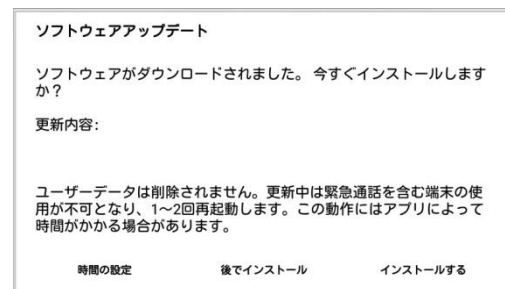 ソフトウェアアップデート
ソフトウェアがダウンロードされました。 今すぐインストールします
か？
更新内容:
ユーザーデータは削除されません。更新中は緊急通話を含む端末の使
用が不可となり、1～2回再起動します。この動作にはアプリによって
時間がかかる場合があります。
時間の設定
後でインストール
インストールする